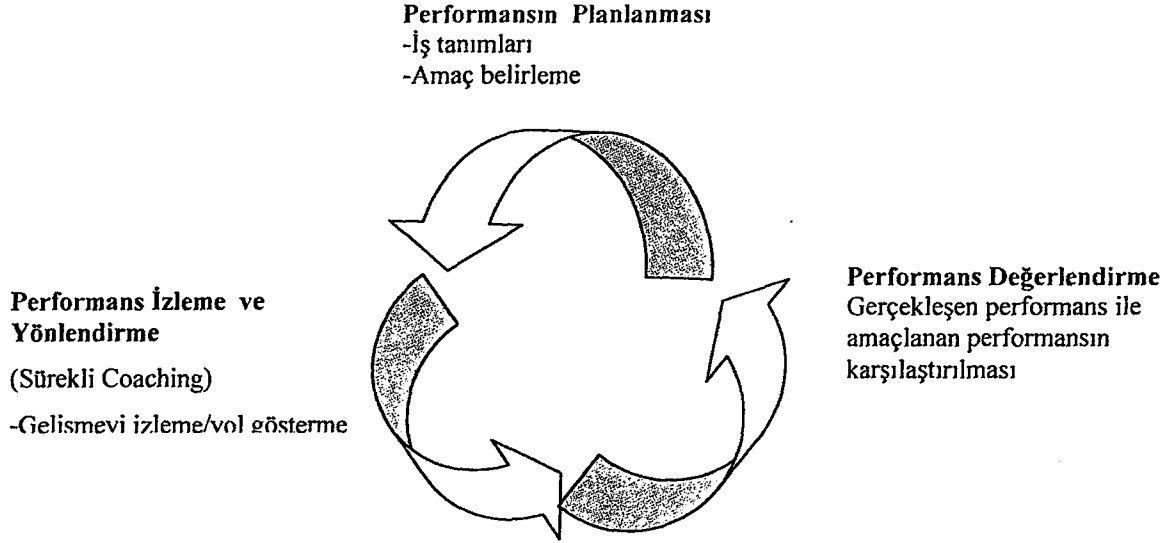 Performansın Planlanması
-İş tanımları
-Amaç belirleme
Performans İzleme ve
Yönlendirme
(Sürekli Coaching)
-Gelişmeyi izleme/yol gösterme
Performans Değerlendirme
Gerçekleşen performans ile
amaçlanan performansın
karşılaştırılması